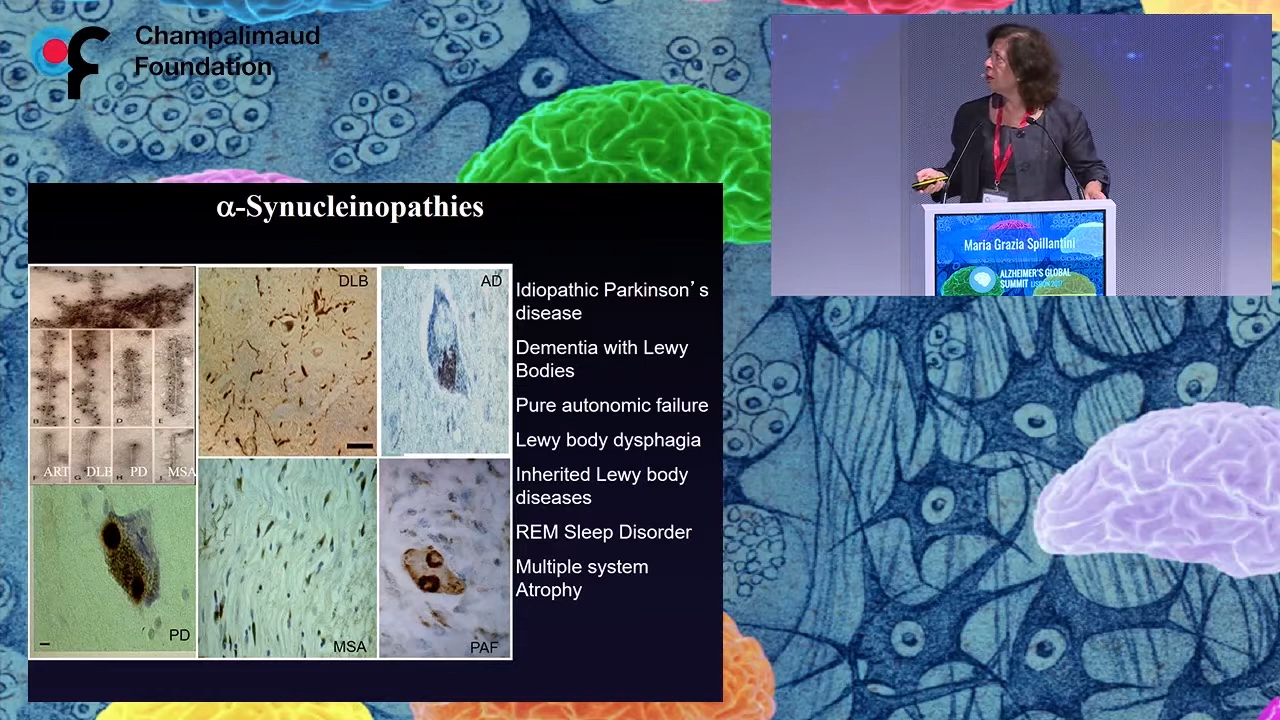 Champalimaud
Foundation
α-Synucleinopathies
DLB
AD
A
B
C
D
E
ART
DLB
PD
MSA
F
G
H
PD
MSA
PAF
Idiopathic Parkinson's
disease
Dementia with Lewy
Bodies
Pure autonomic failure
Lewy body dysphagia
Inherited Lewy body
diseases
REM Sleep Disorder
Multiple system
Atrophy
Maria Grazia Spillantini
ALZHEIMER'S GLOBAL
SUMMIT LISBON 2017